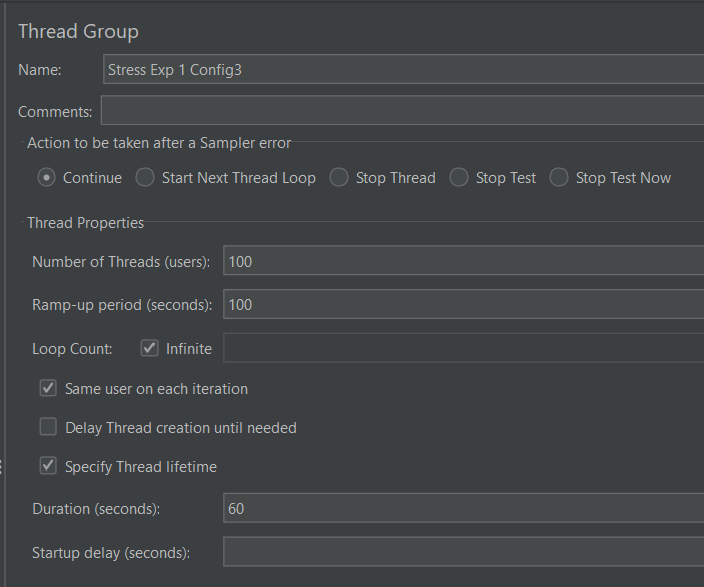 Thread Group
Name: Stress Exp 1 Config3
Comments:
Action to be taken after a Sampler error
Continue Start Next Thread Loop Stop Thread Stop Test Stop Test Now
Thread Properties
Number of Threads (users): 100
Ramp-up period (seconds): 100
Loop Count: Infinite
Same user on each iteration
Delay Thread creation until needed
Specify Thread lifetime
Duration (seconds): 60
Startup delay (seconds):